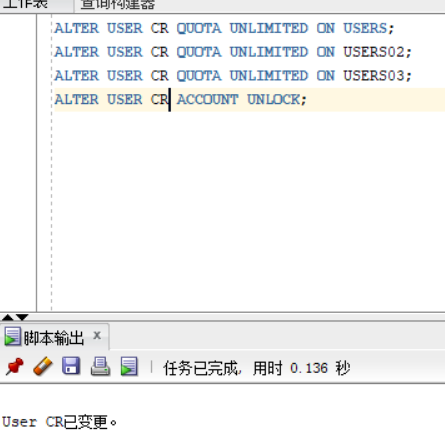 工作表 查询构建器
ALTER USER CR QUOTA UNLIMITED ON USERS;
ALTER USER CR QUOTA UNLIMITED ON USERS02;
ALTER USER CR QUOTA UNLIMITED ON USERS03;
ALTER USER CR ACCOUNT UNLOCK;
脚本输出 x
任务已完成, 用时 0.136 秒
User CR已变更。